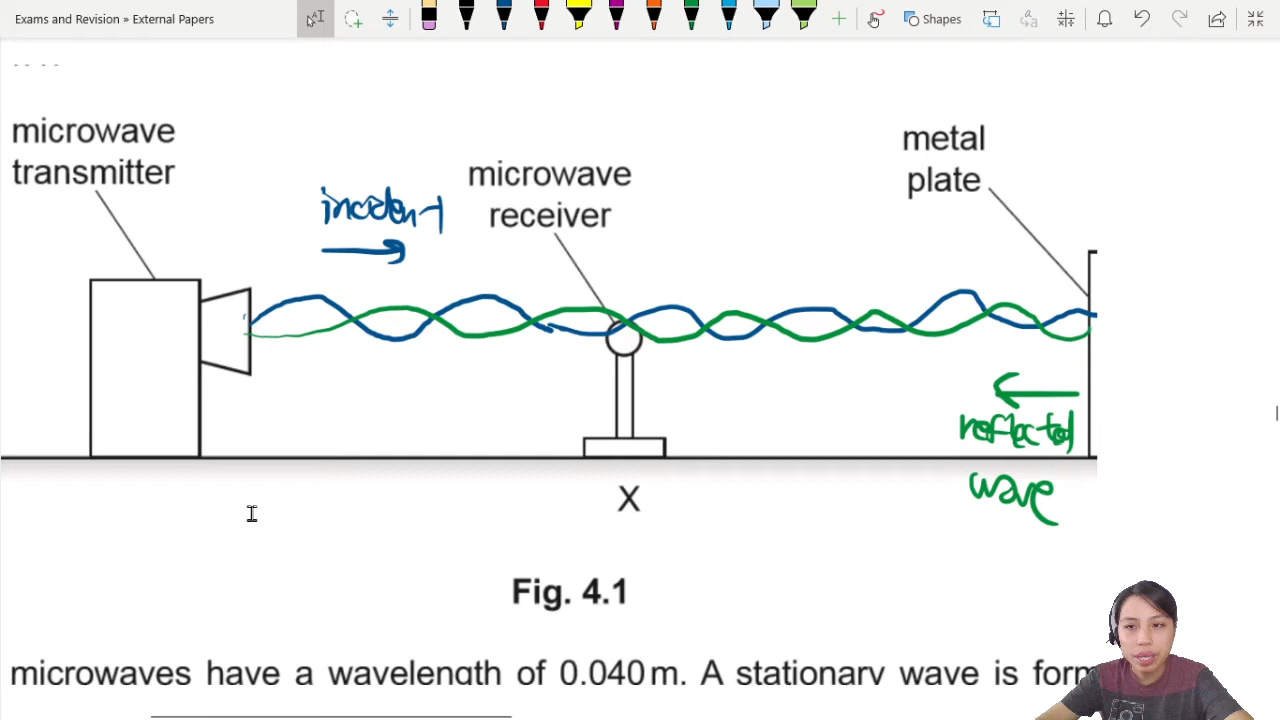 Exams and Revision » External Papers
Shapes
microwave
transmitter
incident
microwave
receiver
metal
plate
reflected
wave
X
Fig. 4.1
microwaves have a wavelength of 0.040 m. A stationary wave is form